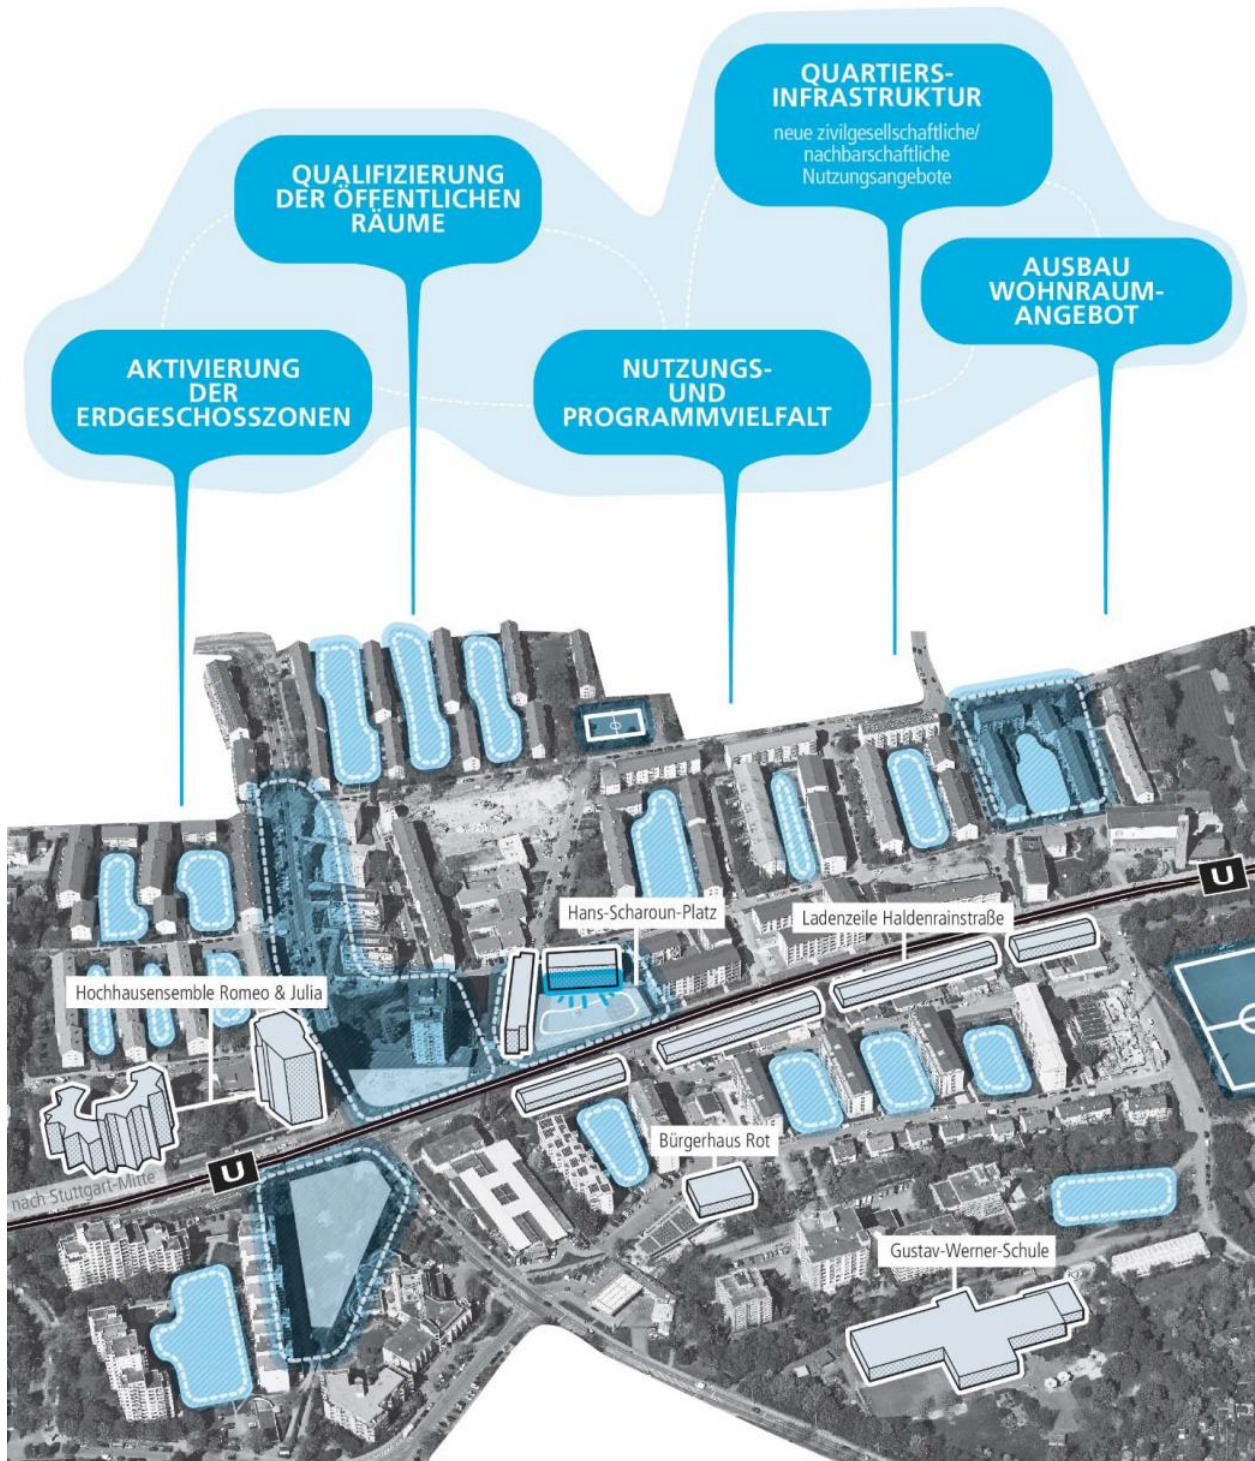 QUARTIERS-
INFRASTRUKTUR
neue zivilgesellschaftliche/
nachbarschaftliche
Nutzungsangebote
QUALIFIZIERUNG
DER ÖFFENTLICHEN
RÄUME
AUSBAU
WOHNRAUM-
ANGEBOT
AKTIVIERUNG
DER
ERDGESCHOSSZONEN
NUTZUNGS-
UND
PROGRAMMVIELFALT
U
Hans-Scharoun-Platz
Ladenzeile Haldenrainstraße
Hochhausensemble Romeo & Julia
Bürgerhaus Rot
U
nach Stuttgart-Mitte
Gustav-Werner-Schule